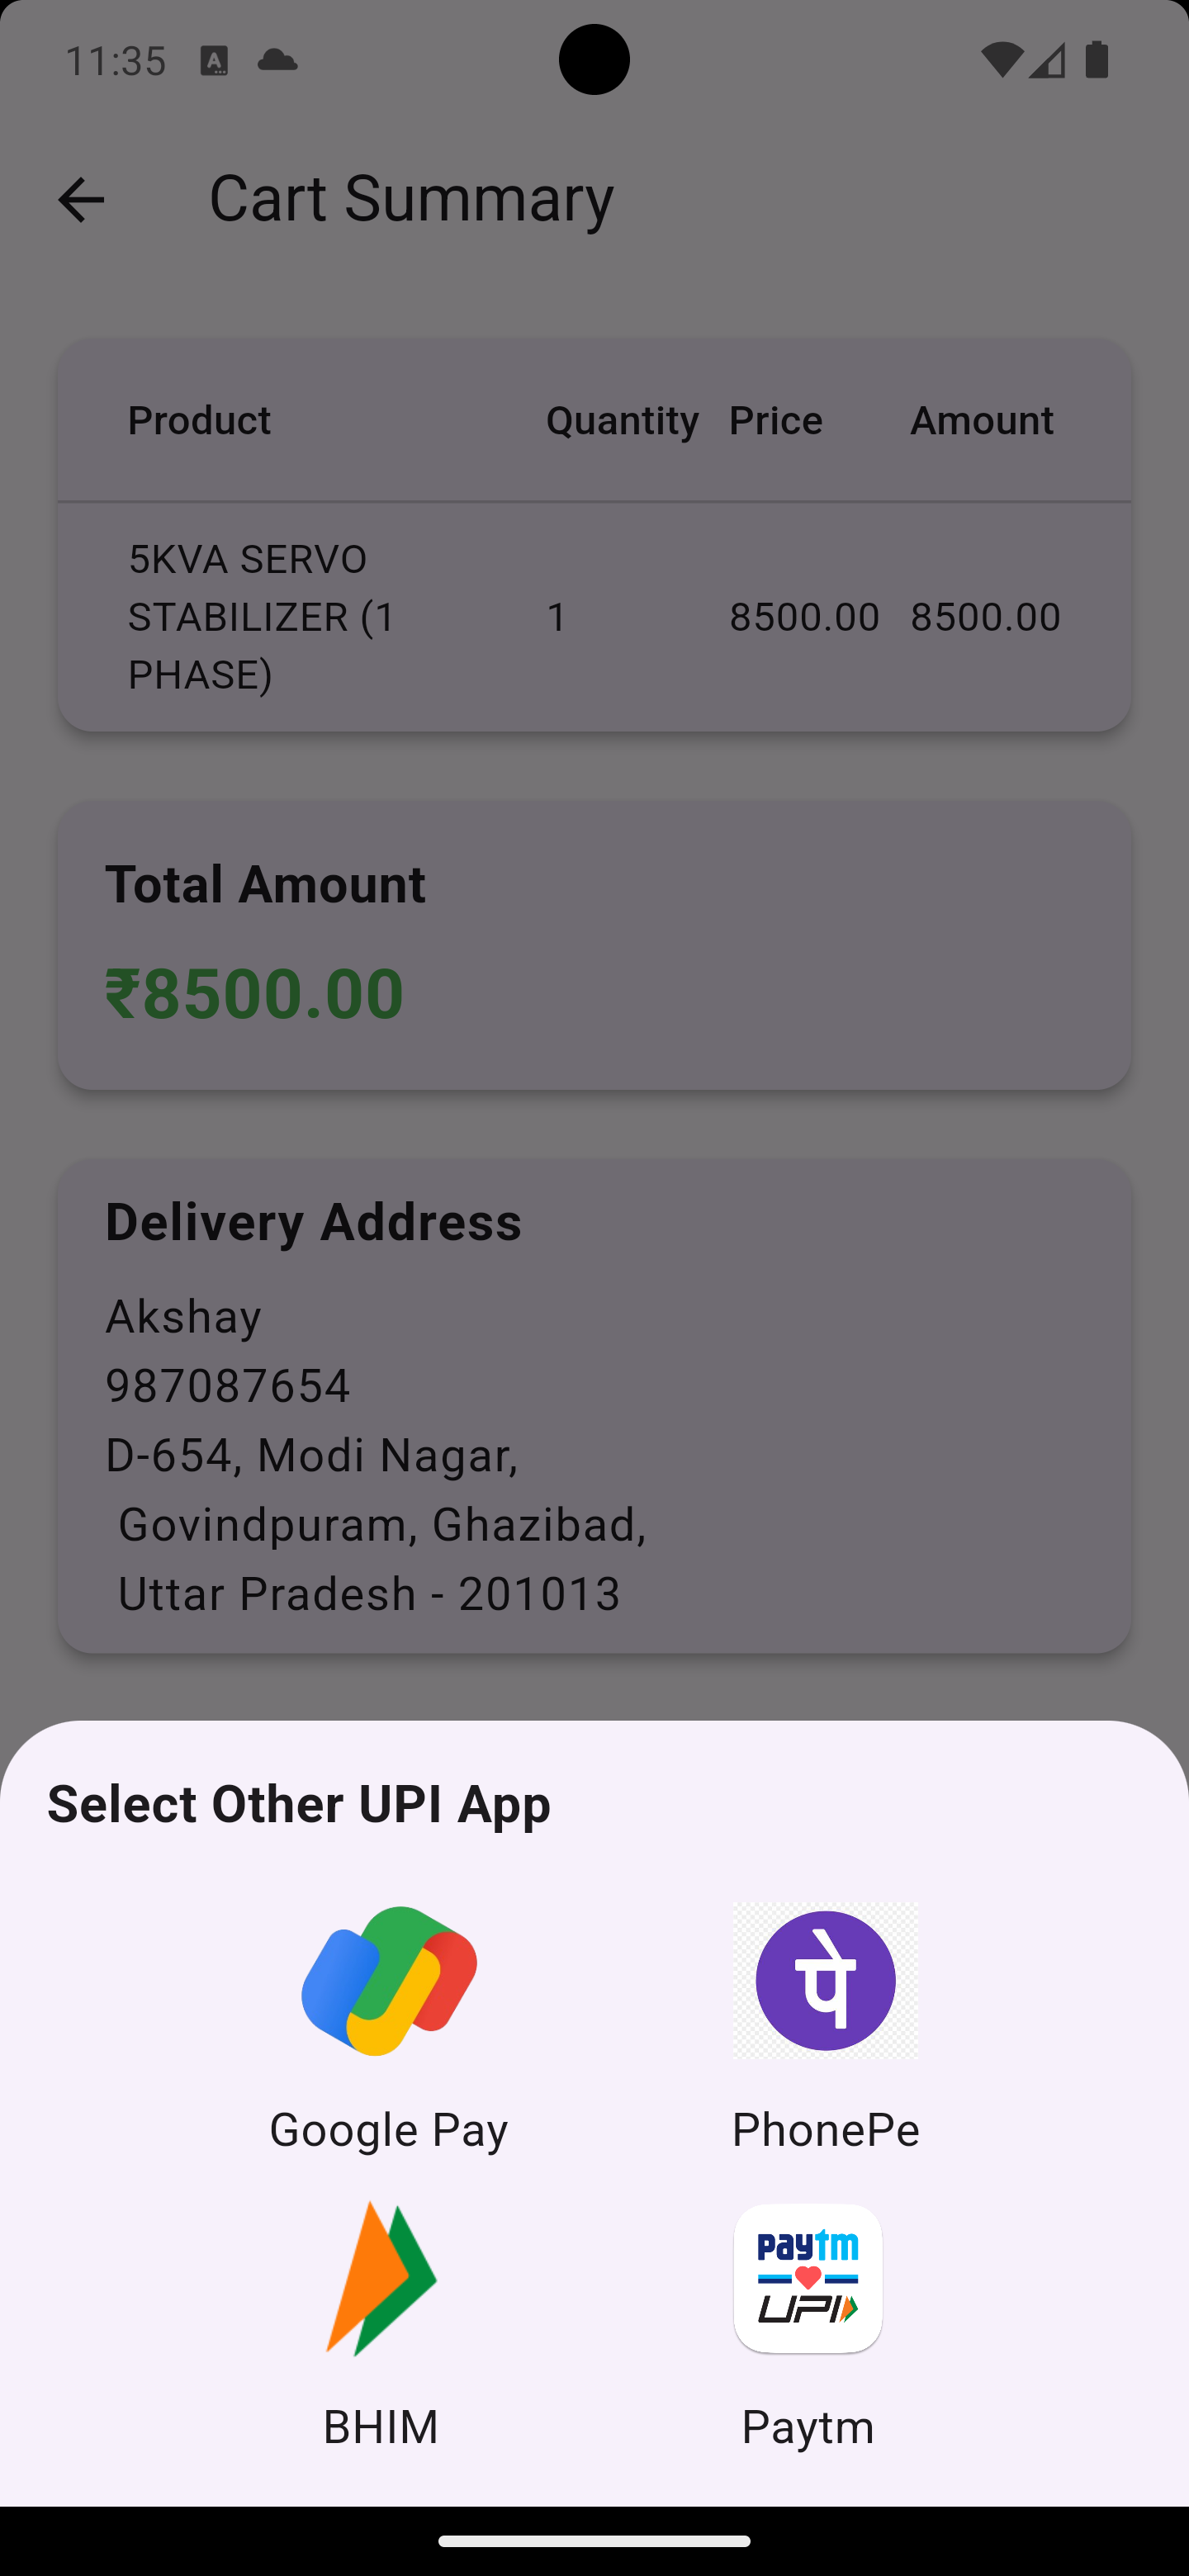 11:35
Cart Summary
Product Quantity Price Amount
5KVA SERVO
STABILIZER (1
PHASE)
1 8500.00 8500.00
Total Amount
₹8500.00
Delivery Address
Akshay
987087654
D-654, Modi Nagar,
Govindpuram, Ghazibad,
Uttar Pradesh - 201013
Select Other UPI App
पे
Google Pay PhonePe
paytm
UPI
BHIM Paytm